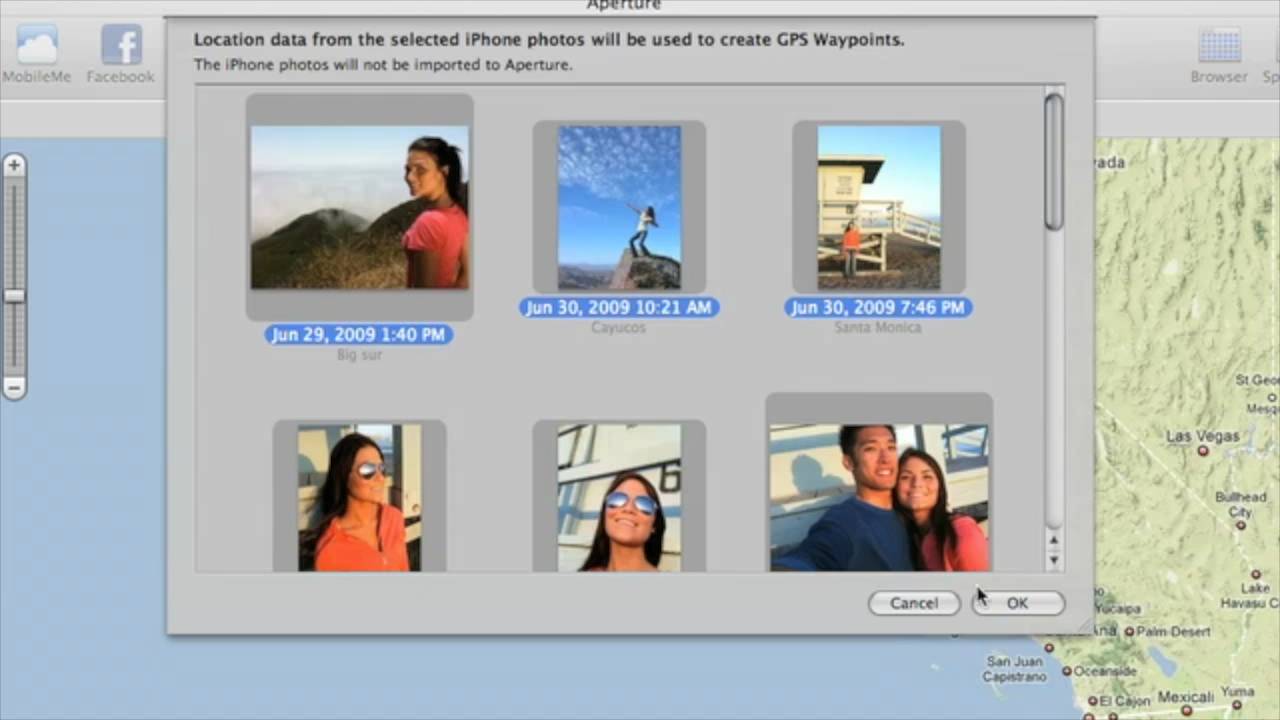 Aperture
MobileMe
Facebook
Browser
Location data from the selected iPhone photos will be used to create GPS Waypoints.
The iPhone photos will not be imported to Aperture.
Jun 29, 2009 1:40 PM
Big sur
Jun 30, 2009 10:21 AM
Cayucos
Jun 30, 2009 7:46 PM
Santa Monica
6
Cancel
OK
Las Vegas
Bullhead
City
Lake
Havasu C
Yucaipa
Palm Desert
San Juan
Capistrano
Oceanside
El Cajon
Mexicali
Yuma